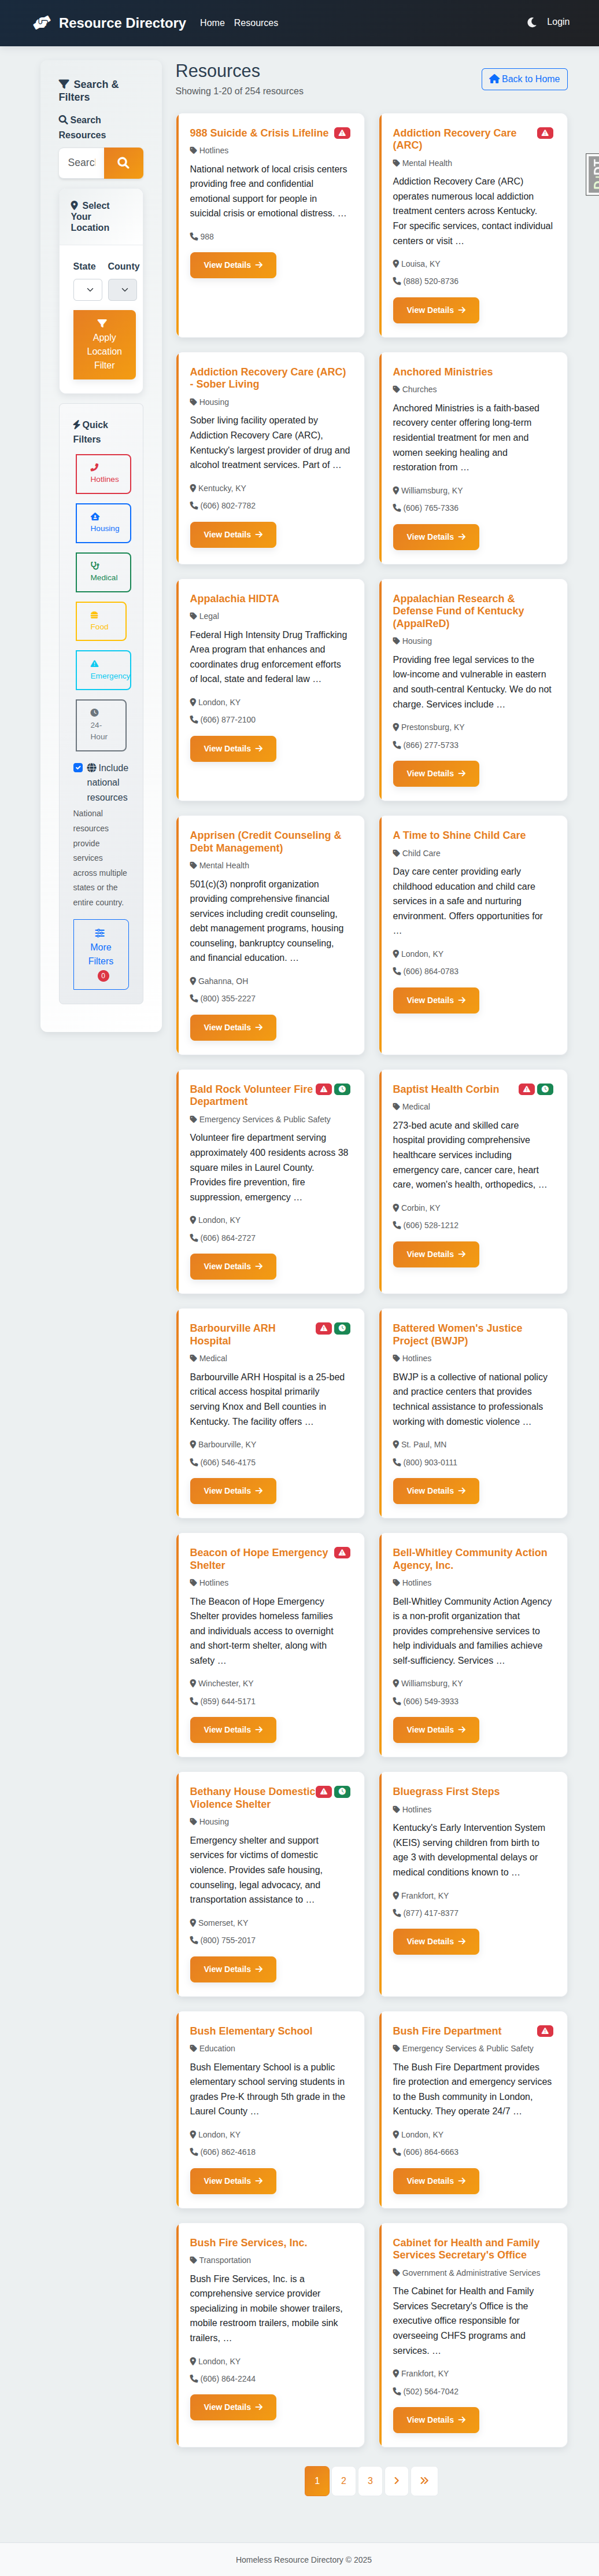 Resource Directory
Home
Resources
Login
Search &
Filters
Search
Resources
Searc
Select
Your
Location
State
County
Apply
Location
Filter
Quick
Filters
Hotlines
Housing
Medical
Food
Emergency
24-
Hour
Include
national
resources
National
resources
provide
services
across multiple
states or the
entire country.
More
Filters
0
Resources
Showing 1-20 of 254 resources
Back to Home
988 Suicide & Crisis Lifeline
Hotlines
National network of local crisis centers
providing free and confidential
emotional support for people in
suicidal crisis or emotional distress. …
988
View Details
Addiction Recovery Care
(ARC)
Mental Health
Addiction Recovery Care (ARC)
operates numerous local addiction
treatment centers across Kentucky.
For specific services, contact individual
centers or visit …
Louisa, KY
(888) 520-8736
View Details
Addiction Recovery Care (ARC)
- Sober Living
Housing
Sober living facility operated by
Addiction Recovery Care (ARC),
Kentucky's largest provider of drug and
alcohol treatment services. Part of …
Kentucky, KY
(606) 802-7782
View Details
Anchored Ministries
Churches
Anchored Ministries is a faith-based
recovery center offering long-term
residential treatment for men and
women seeking healing and
restoration from …
Williamsburg, KY
(606) 765-7336
View Details
Appalachia HIDTA
Legal
Federal High Intensity Drug Trafficking
Area program that enhances and
coordinates drug enforcement efforts
of local, state and federal law …
London, KY
(606) 877-2100
View Details
Appalachian Research &
Defense Fund of Kentucky
(AppalReD)
Housing
Providing free legal services to the
low-income and vulnerable in eastern
and south-central Kentucky. We do not
charge. Services include …
Prestonsburg, KY
(866) 277-5733
View Details
Apprisen (Credit Counseling &
Debt Management)
Mental Health
501(c)(3) nonprofit organization
providing comprehensive financial
services including credit counseling,
debt management programs, housing
counseling, bankruptcy counseling,
and financial education. …
Gahanna, OH
(800) 355-2227
View Details
A Time to Shine Child Care
Child Care
Day care center providing early
childhood education and child care
services in a safe and nurturing
environment. Offers opportunities for
…
London, KY
(606) 864-0783
View Details
Bald Rock Volunteer Fire
Department
Emergency Services & Public Safety
Volunteer fire department serving
approximately 400 residents across 38
square miles in Laurel County.
Provides fire prevention, fire
suppression, emergency …
London, KY
(606) 864-2727
View Details
Baptist Health Corbin
Medical
273-bed acute and skilled care
hospital providing comprehensive
healthcare services including
emergency care, cancer care, heart
care, women's health, orthopedics, …
Corbin, KY
(606) 528-1212
View Details
Barbourville ARH
Hospital
Medical
Barbourville ARH Hospital is a 25-bed
critical access hospital primarily
serving Knox and Bell counties in
Kentucky. The facility offers …
Barbourville, KY
(606) 546-4175
View Details
Battered Women's Justice
Project (BWJP)
Hotlines
BWJP is a collective of national policy
and practice centers that provides
technical assistance to professionals
working with domestic violence …
St. Paul, MN
(800) 903-0111
View Details
Beacon of Hope Emergency
Shelter
Hotlines
The Beacon of Hope Emergency
Shelter provides homeless families
and individuals access to overnight
and short-term shelter, along with
safety …
Winchester, KY
(859) 644-5171
View Details
Bell-Whitley Community Action
Agency, Inc.
Hotlines
Bell-Whitley Community Action Agency
is a non-profit organization that
provides comprehensive services to
help individuals and families achieve
self-sufficiency. Services …
Williamsburg, KY
(606) 549-3933
View Details
Bethany House Domestic
Violence Shelter
Housing
Emergency shelter and support
services for victims of domestic
violence. Provides safe housing,
counseling, legal advocacy, and
transportation assistance to …
Somerset, KY
(800) 755-2017
View Details
Bluegrass First Steps
Hotlines
Kentucky's Early Intervention System
(KEIS) serving children from birth to
age 3 with developmental delays or
medical conditions known to …
Frankfort, KY
(877) 417-8377
View Details
Bush Elementary School
Education
Bush Elementary School is a public
elementary school serving students in
grades Pre-K through 5th grade in the
Laurel County …
London, KY
(606) 862-4618
View Details
Bush Fire Department
Emergency Services & Public Safety
The Bush Fire Department provides
fire protection and emergency services
to the Bush community in London,
Kentucky. They operate 24/7 …
London, KY
(606) 864-6663
View Details
Bush Fire Services, Inc.
Transportation
Bush Fire Services, Inc. is a
comprehensive service provider
specializing in mobile shower trailers,
mobile restroom trailers, mobile sink
trailers, …
London, KY
(606) 864-2244
View Details
Cabinet for Health and Family
Services Secretary's Office
Government & Administrative Services
The Cabinet for Health and Family
Services Secretary's Office is the
executive office responsible for
overseeing CHFS programs and
services. …
Frankfort, KY
(502) 564-7042
View Details
1
2
3
Homeless Resource Directory © 2025